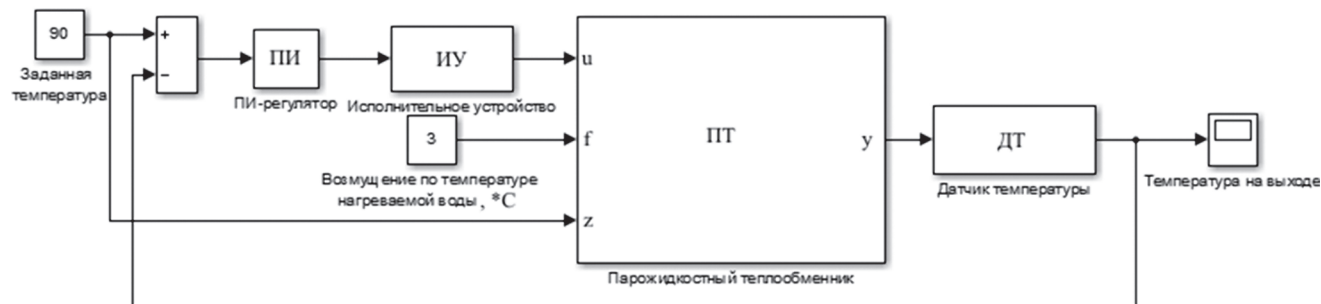 90
+
−
Заданная
температура
ПИ
ПИ-регулятор
ИУ
Исполнительное устройство
3
Возмущение по температуре
нагреваемой воды, *C
u
f
z
ПТ
y
Парожидкостный теплообменник
ДТ
Датчик температуры
Температура на выходе